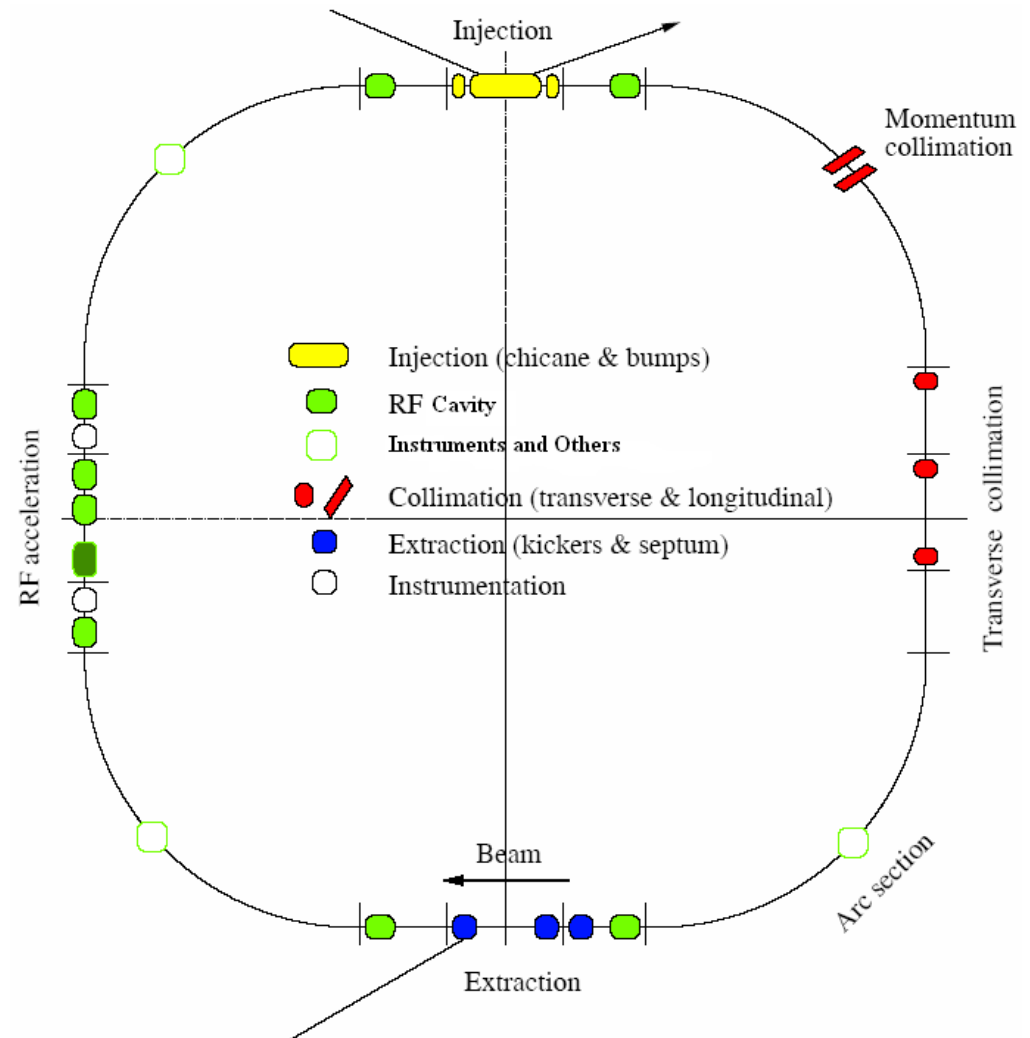 Injection
Momentum
collimation
Injection (chicane & bumps)
RF Cavity
Instruments and Others
Collimation (transverse & longitudinal)
Extraction (kickers & septum)
Instrumentation
RF acceleration
Transverse collimation
Beam
Arc section
Extraction